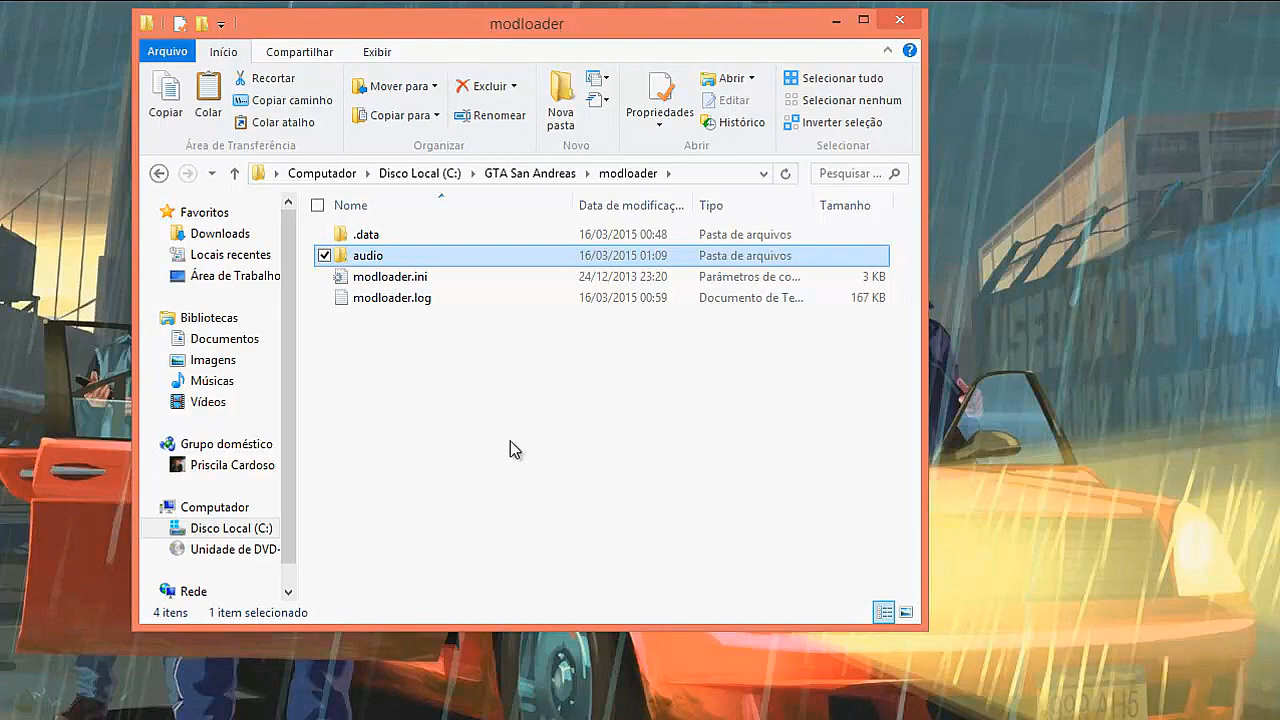 modloader
Arquivo Início Compartilhar Exibir
Copiar
Colar
Recortar
Copiar caminho
Colar atalho
Área de Transferência
Mover para
Copiar para
Excluir
Renomear
Organizar
Nova pasta
Novo
Propriedades
Abrir
Editar
Histórico
Abrir
Selecionar tudo
Selecionar nenhum
Inverter seleção
Selecionar
Computador Disco Local (C:) GTA San Andreas modloader
Pesquisar ...
Favoritos
Downloads
Locais recentes
Área de Trabalho
Bibliotecas
Documentos
Imagens
Músicas
Vídeos
Grupo doméstico
Priscila Cardoso
Computador
Disco Local (C:)
Unidade de DVD-
Rede
Nome Data de modificaç... Tipo Tamanho
.data 16/03/2015 00:48 Pasta de arquivos
audio 16/03/2015 01:09 Pasta de arquivos
modloader.ini 24/12/2013 23:20 Parâmetros de co... 3 KB
modloader.log 16/03/2015 00:59 Documento de Te... 167 KB
4 itens 1 item selecionado